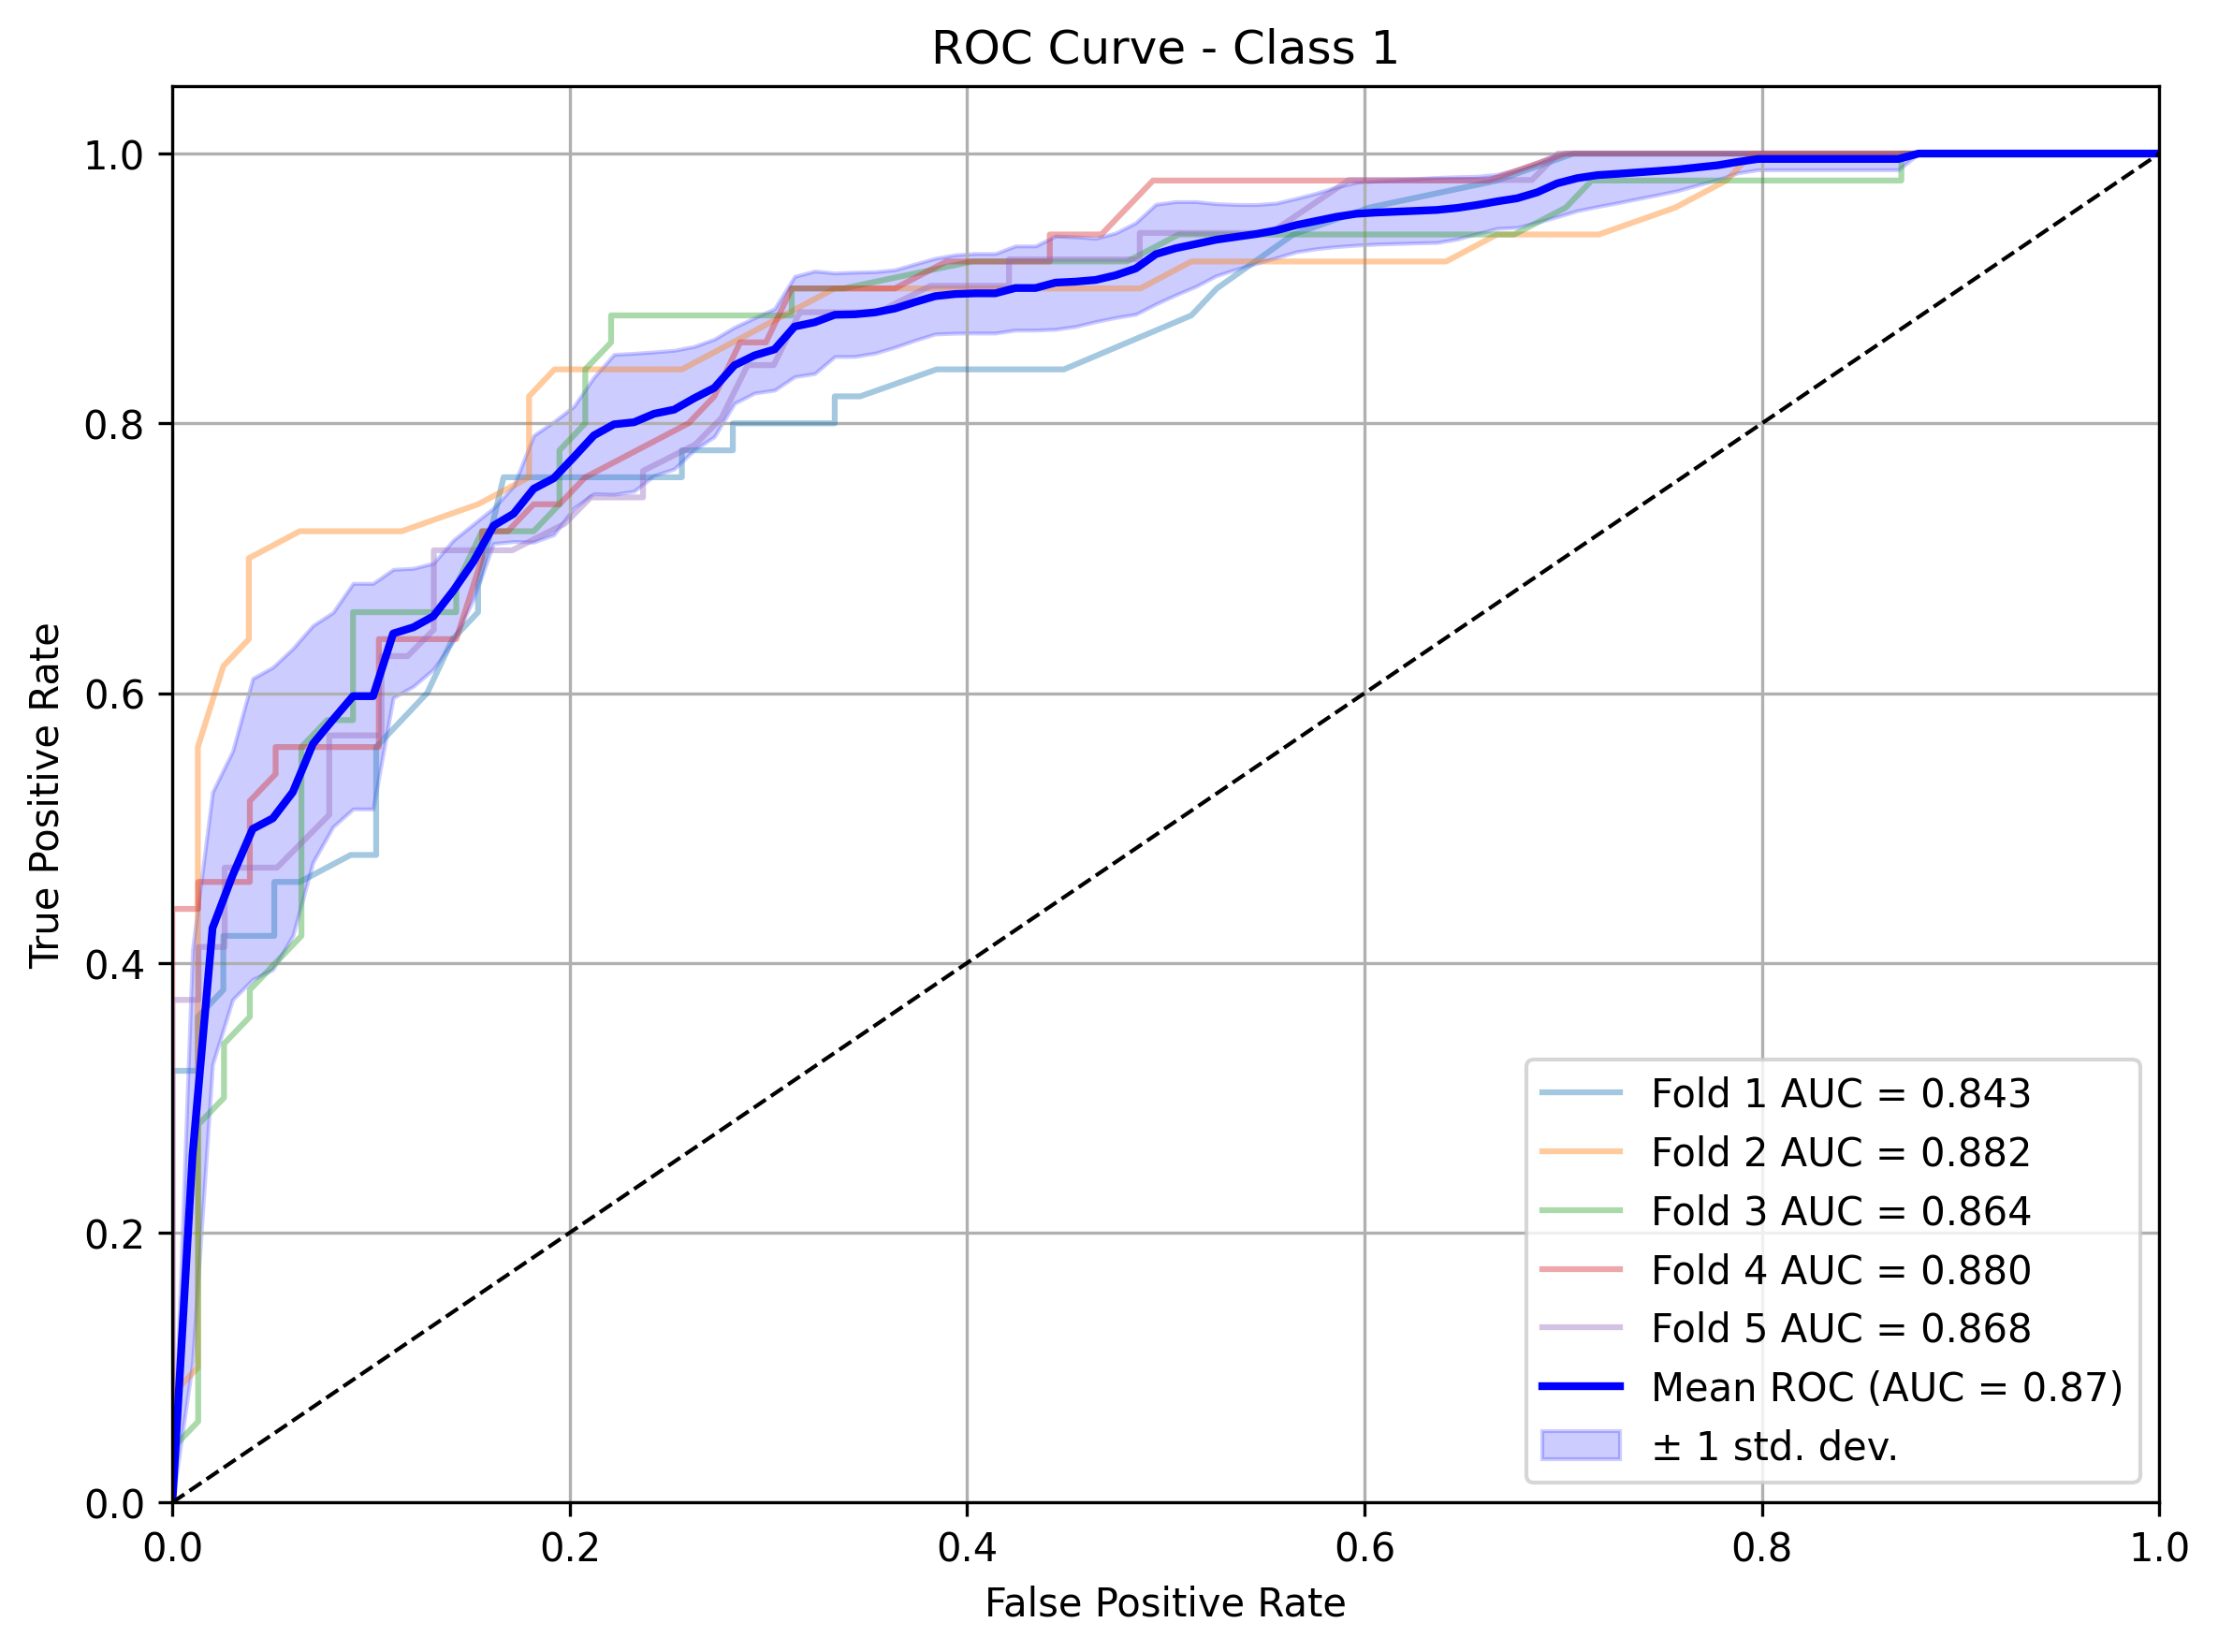 ROC Curve - Class 1
True Positive Rate
1.0
0.8
0.6
0.4
0.2
0.0
0.0 0.2 0.4 0.6 0.8 1.0
False Positive Rate
Fold 1 AUC = 0.843
Fold 2 AUC = 0.882
Fold 3 AUC = 0.864
Fold 4 AUC = 0.880
Fold 5 AUC = 0.868
Mean ROC (AUC = 0.87)
± 1 std. dev.